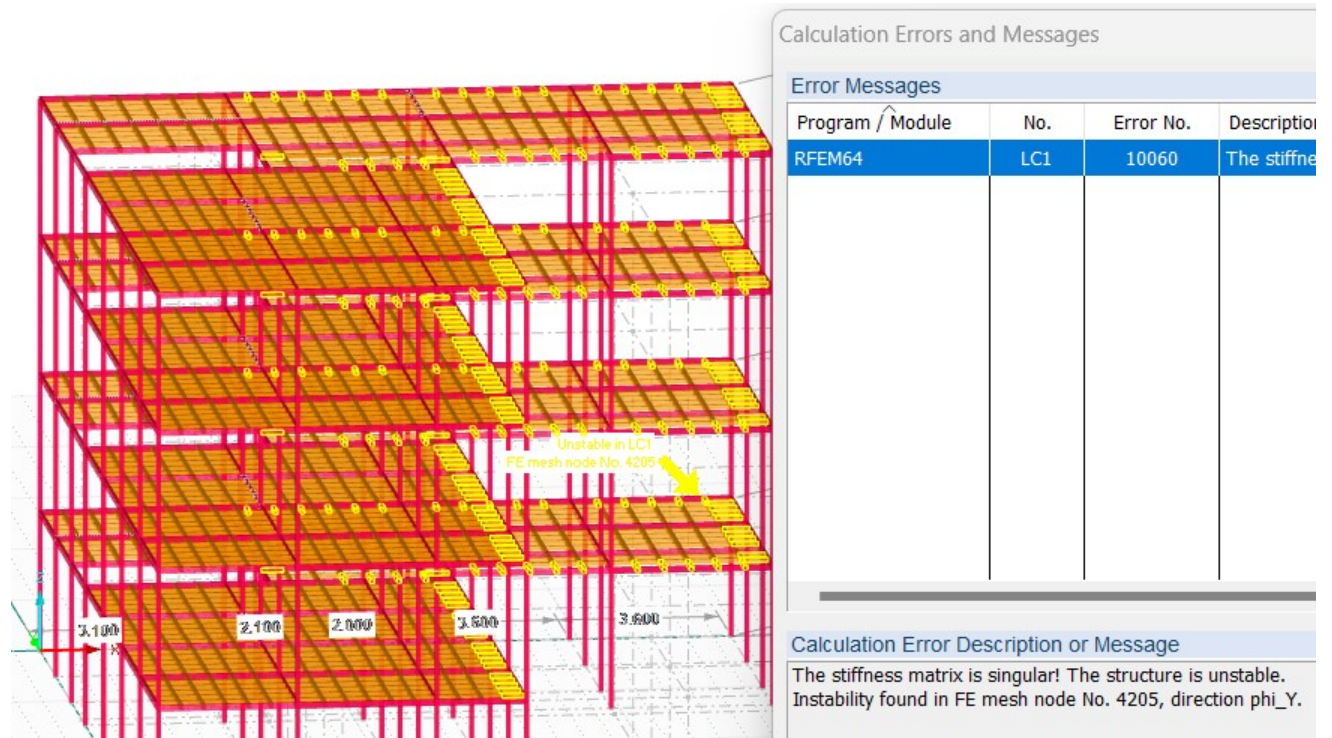 Calculation Errors and Messages
Error Messages
Program / Module No. Error No. Description
RFEM64 LC1 10060 The stiffne
Unstable in LC1
FE mesh node No. 4205
3.100 2.100 2.000 3.600 3.600
X
Calculation Error Description or Message
The stiffness matrix is singular! The structure is unstable.
Instability found in FE mesh node No. 4205, direction phi_Y.